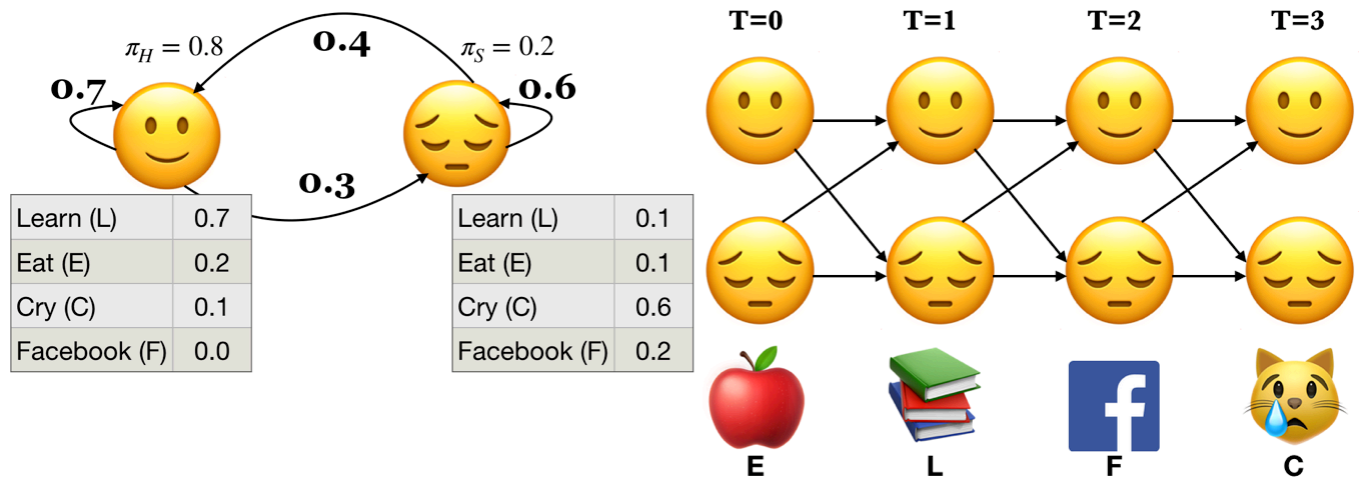 π_H = 0.8
0.4
π_S = 0.2
0.7
0.6
0.3
Learn (L) 0.7
Eat (E) 0.2
Cry (C) 0.1
Facebook (F) 0.0
Learn (L) 0.1
Eat (E) 0.1
Cry (C) 0.6
Facebook (F) 0.2
T=0 T=1 T=2 T=3
f
E L F C